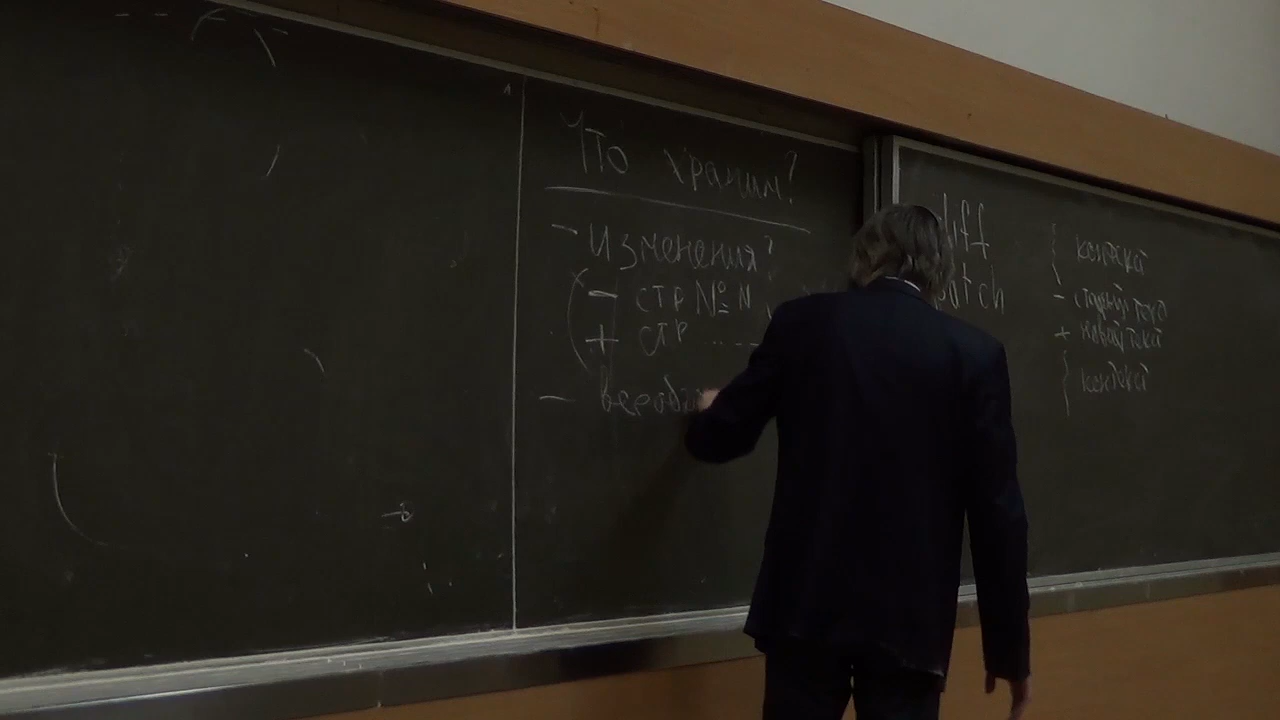 Что храним?
- Изменения?
- стр № N
+ стр .....
-
diff
patch
{ контекст
- старый текст
+ новый текст
{ контекст